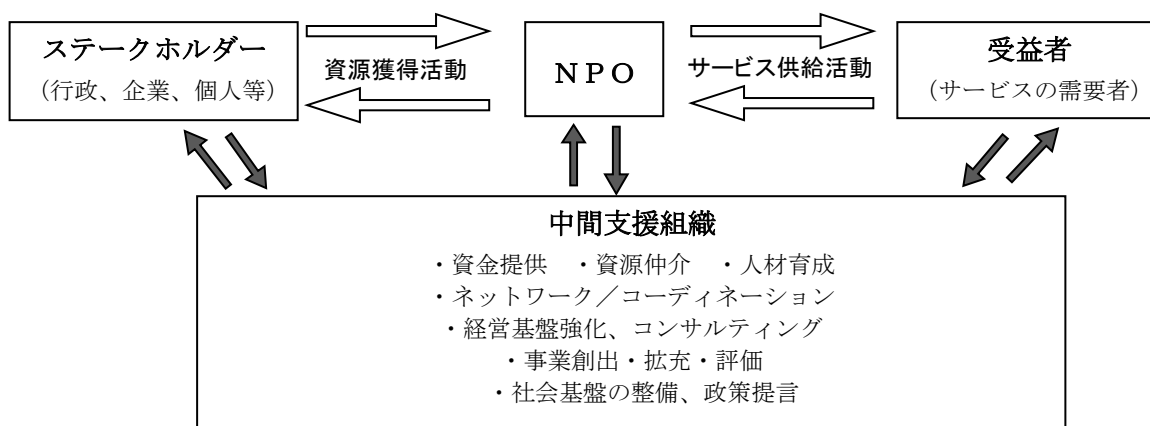 ステークホルダー
（行政、企業、個人等）
資源獲得活動
ＮＰＯ
サービス供給活動
受益者
（サービスの需要者）
中間支援組織
・資金提供　・資源仲介　・人材育成
・ネットワーク／コーディネーション
・経営基盤強化、コンサルティング
・事業創出・拡充・評価
・社会基盤の整備、政策提言